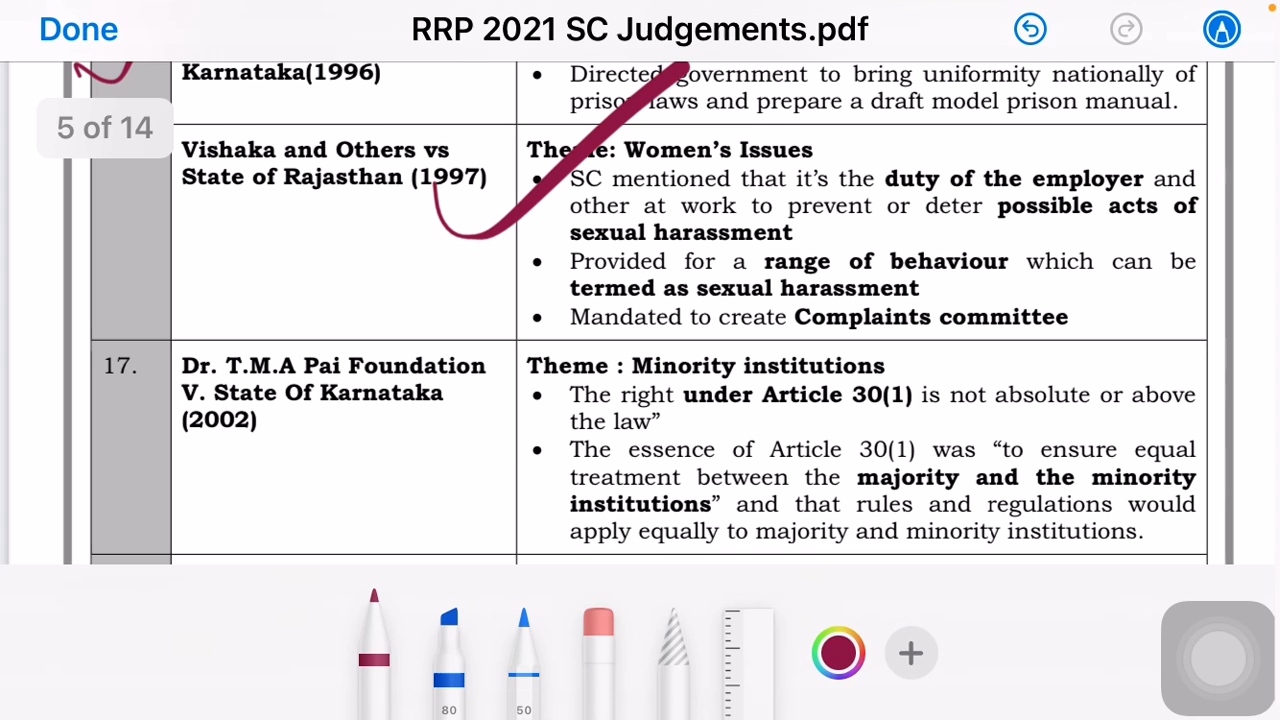 Done
RRP 2021 SC Judgements.pdf
5 of 14
Karnataka(1996)
• Directed government to bring uniformity nationally of
prison laws and prepare a draft model prison manual.
Vishaka and Others vs
State of Rajasthan (1997)
Theme: Women’s Issues
• SC mentioned that it’s the duty of the employer and
other at work to prevent or deter possible acts of
sexual harassment
• Provided for a range of behaviour which can be
termed as sexual harassment
• Mandated to create Complaints committee
17.
Dr. T.M.A Pai Foundation
V. State Of Karnataka
(2002)
Theme : Minority institutions
• The right under Article 30(1) is not absolute or above
the law”
• The essence of Article 30(1) was “to ensure equal
treatment between the majority and the minority
institutions” and that rules and regulations would
apply equally to majority and minority institutions.
80
50